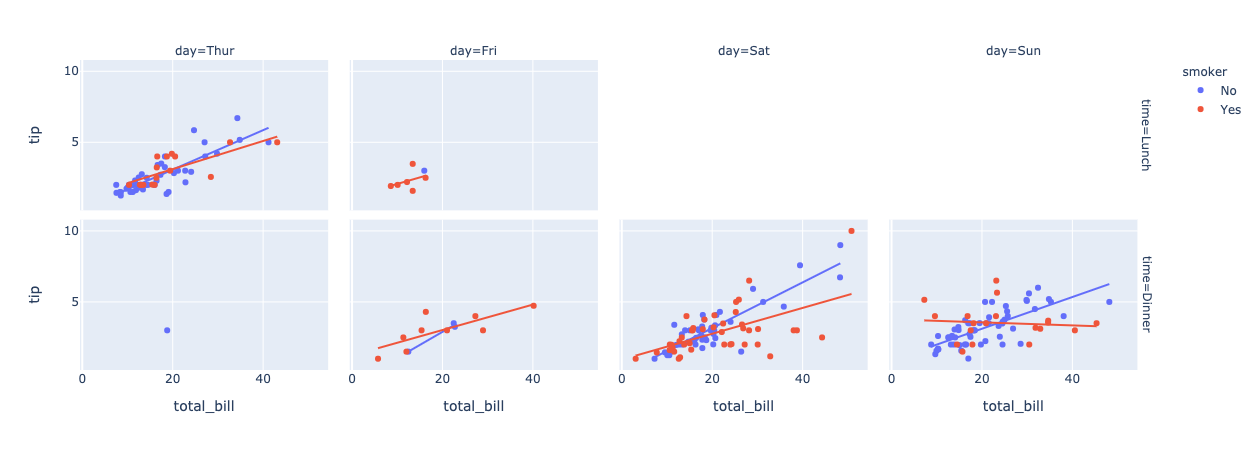 day=Thur
day=Fri
day=Sat
day=Sun
smoker
No
Yes
10
5
tip
time=Lunch
10
5
tip
time=Dinner
0
20
40
0
20
40
0
20
40
0
20
40
total_bill
total_bill
total_bill
total_bill